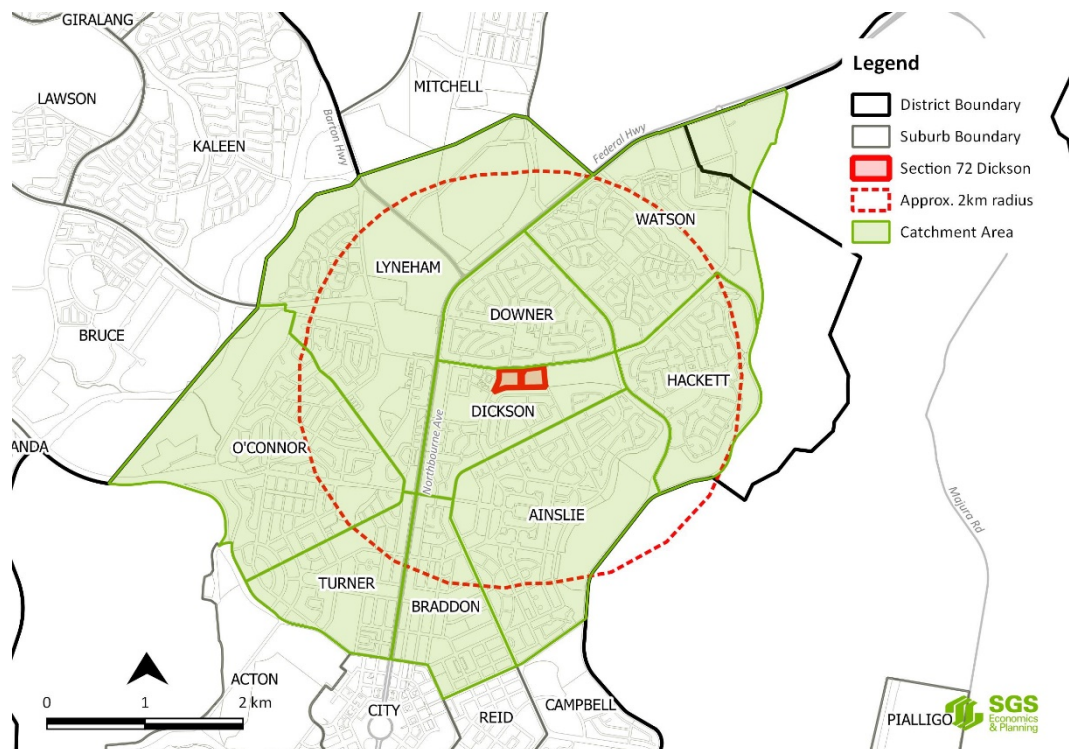 GIRALANG
MITCHELL
LAWSON
KALEEN
Barton Hwy
Federal Hwy
WATSON
LYNEHAM
DOWNER
BRUCE
HACKETT
DICKSON
ANDA
O'CONNOR
Northbourne Ave
AINSLIE
Majura Rd
TURNER
BRADDON
ACTON
CITY
REID
CAMPBELL
PIALLIGO
Legend
District Boundary
Suburb Boundary
Section 72 Dickson
Approx. 2km radius
Catchment Area
0 1 2 km
SGS
Economics
& Planning